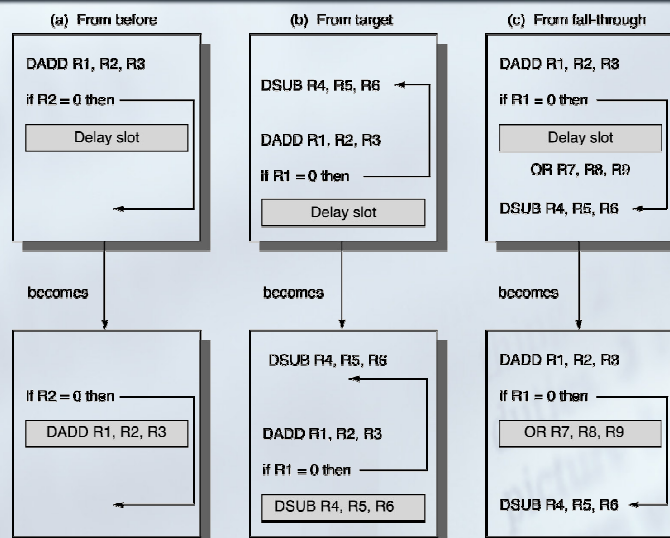 (a) From before
DADD R1, R2, R3
if R2 = 0 then
Delay slot
becomes
if R2 = 0 then
DADD R1, R2, R3
(b) From target
DSUB R4, R5, R6
DADD R1, R2, R3
if R1 = 0 then
Delay slot
becomes
DSUB R4, R5, R6
DADD R1, R2, R3
if R1 = 0 then
DSUB R4, R5, R6
(c) From fall-through
DADD R1, R2, R3
if R1 = 0 then
Delay slot
OR R7, R8, R9
DSUB R4, R5, R6
becomes
DADD R1, R2, R3
if R1 = 0 then
OR R7, R8, R9
DSUB R4, R5, R6